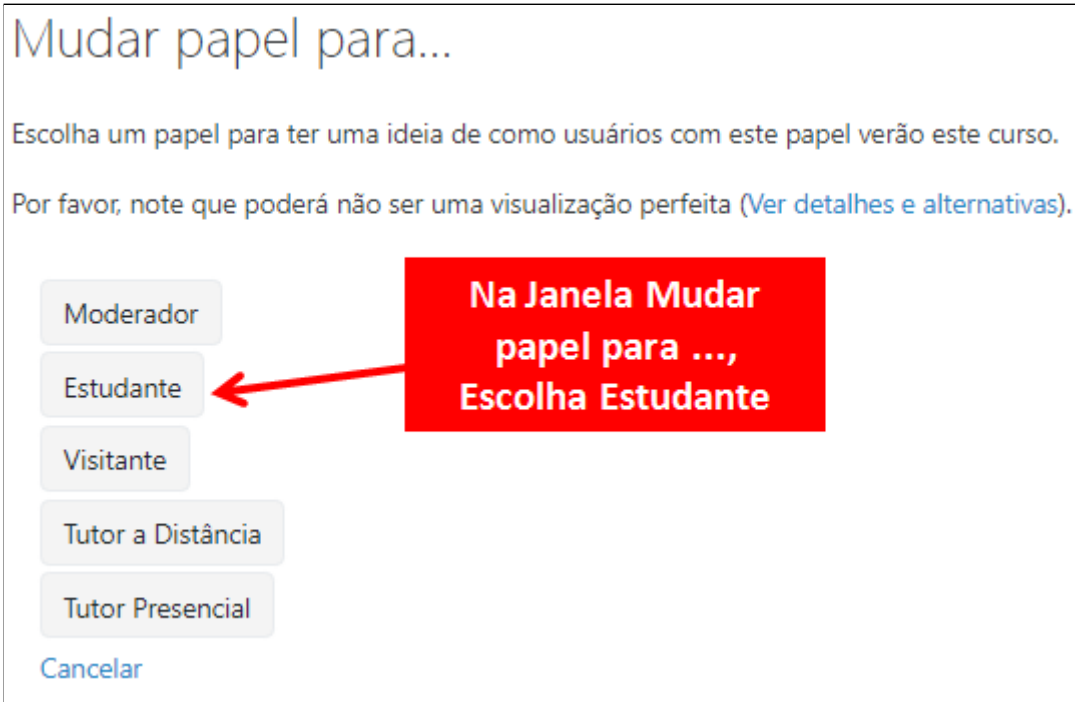 Mudar papel para...
Escolha um papel para ter uma ideia de como usuários com este papel verão este curso.
Por favor, note que poderá não ser uma visualização perfeita (Ver detalhes e alternativas).
Na Janela Mudar
papel para ...,
Escolha Estudante
Moderador
Estudante
Visitante
Tutor a Distância
Tutor Presencial
Cancelar